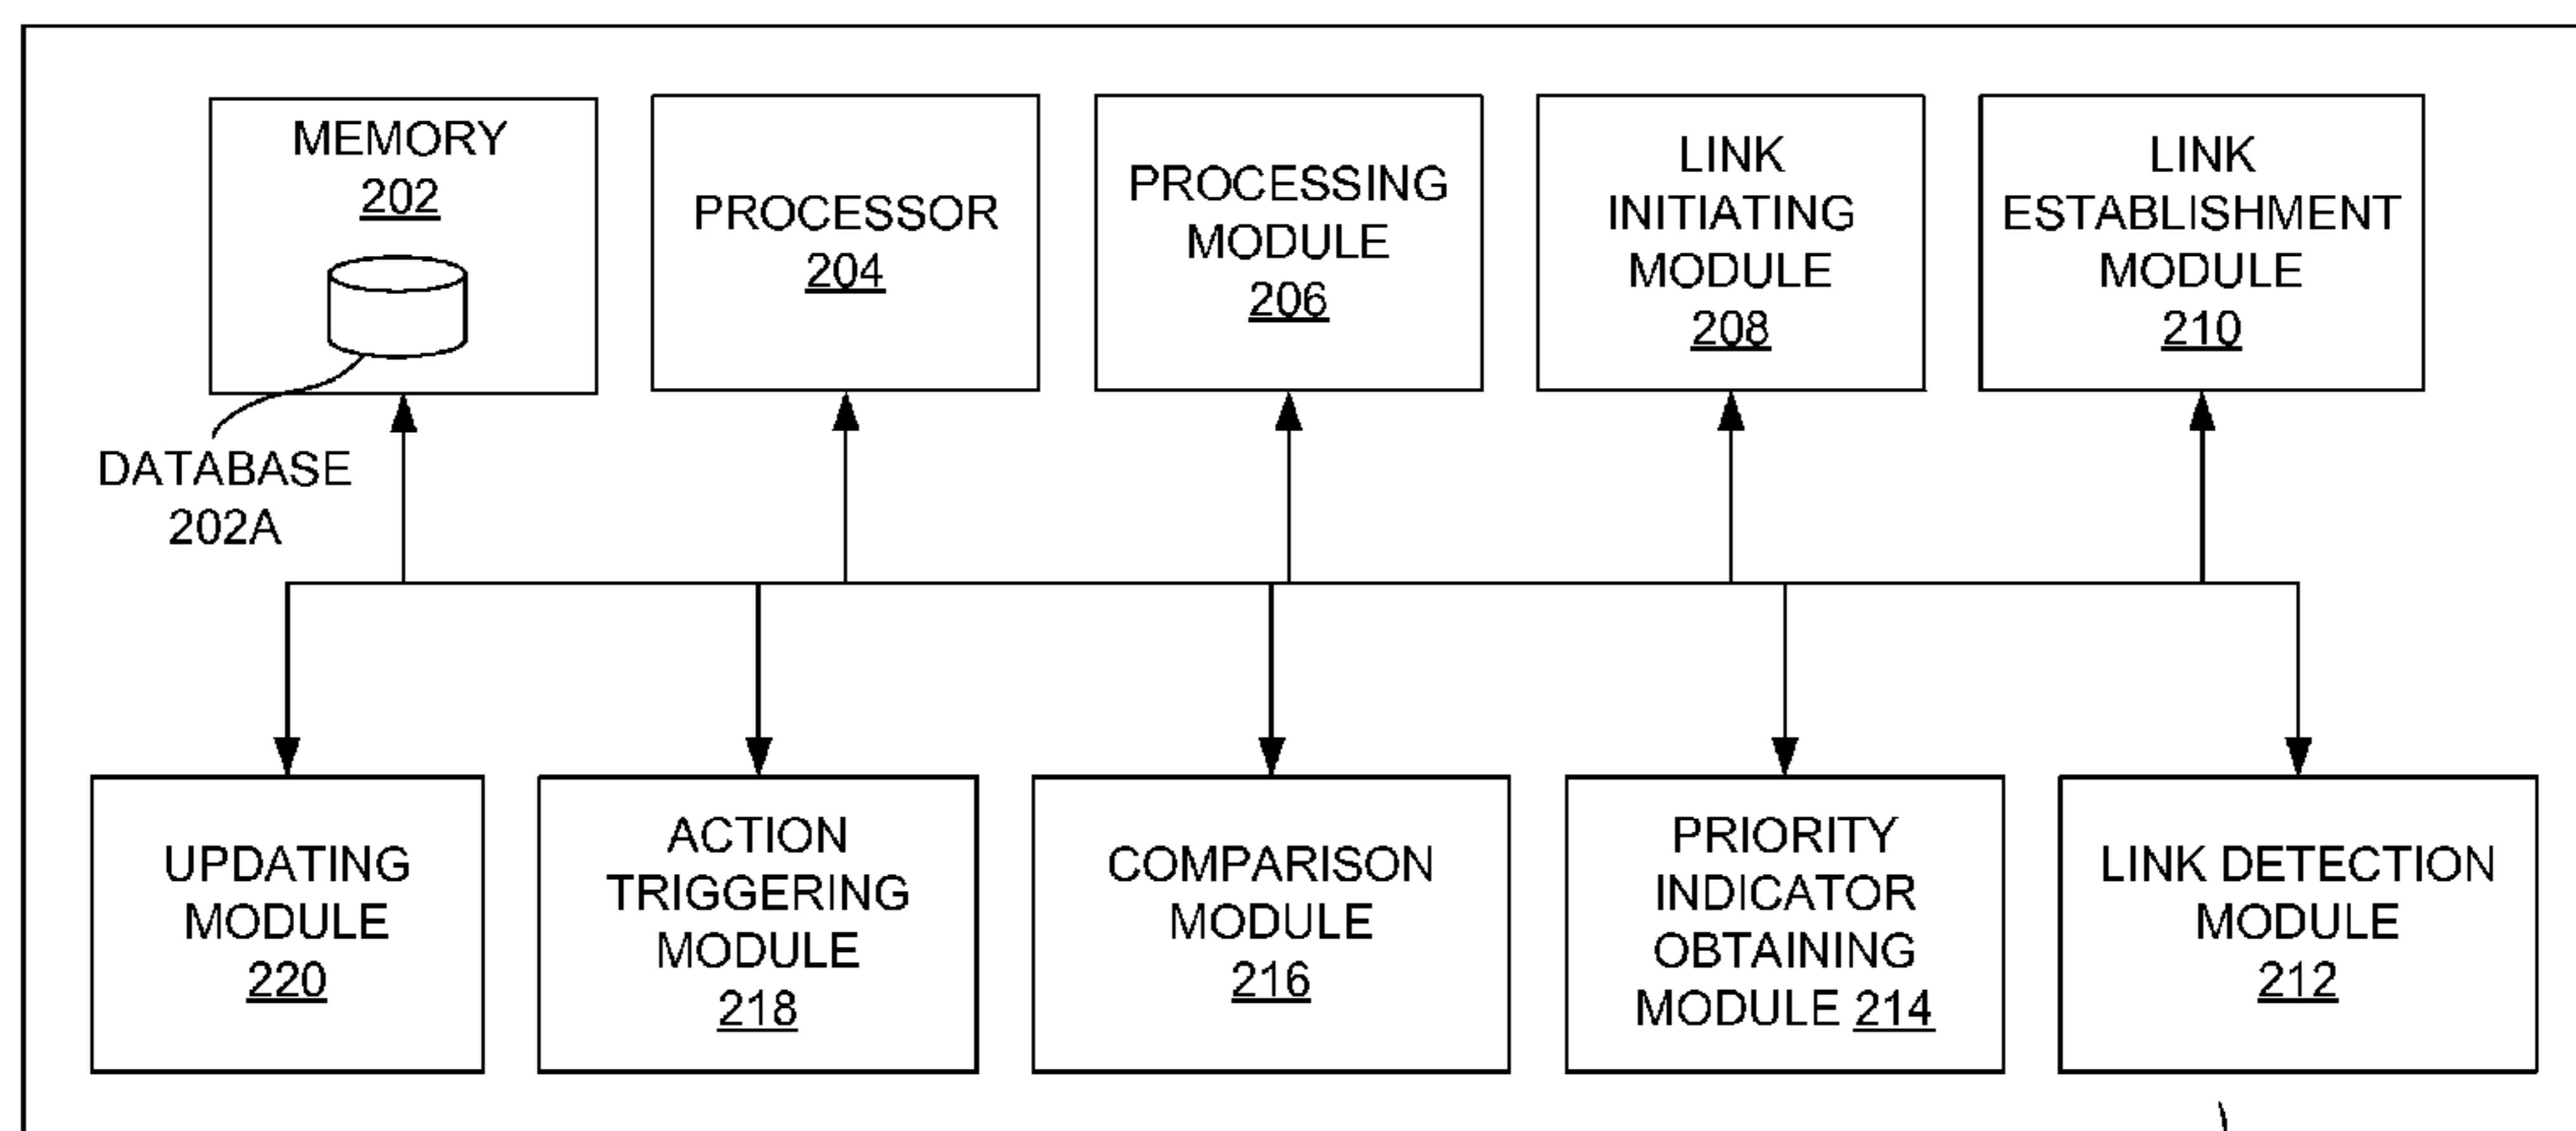 MEMORY
202
DATABASE
202A
PROCESSOR
204
PROCESSING
MODULE
206
LINK
INITIATING
MODULE
208
LINK
ESTABLISHMENT
MODULE
210
UPDATING
MODULE
220
ACTION
TRIGGERING
MODULE
218
COMPARISON
MODULE
216
PRIORITY
INDICATOR
OBTAINING
MODULE 214
LINK DETECTION
MODULE
212